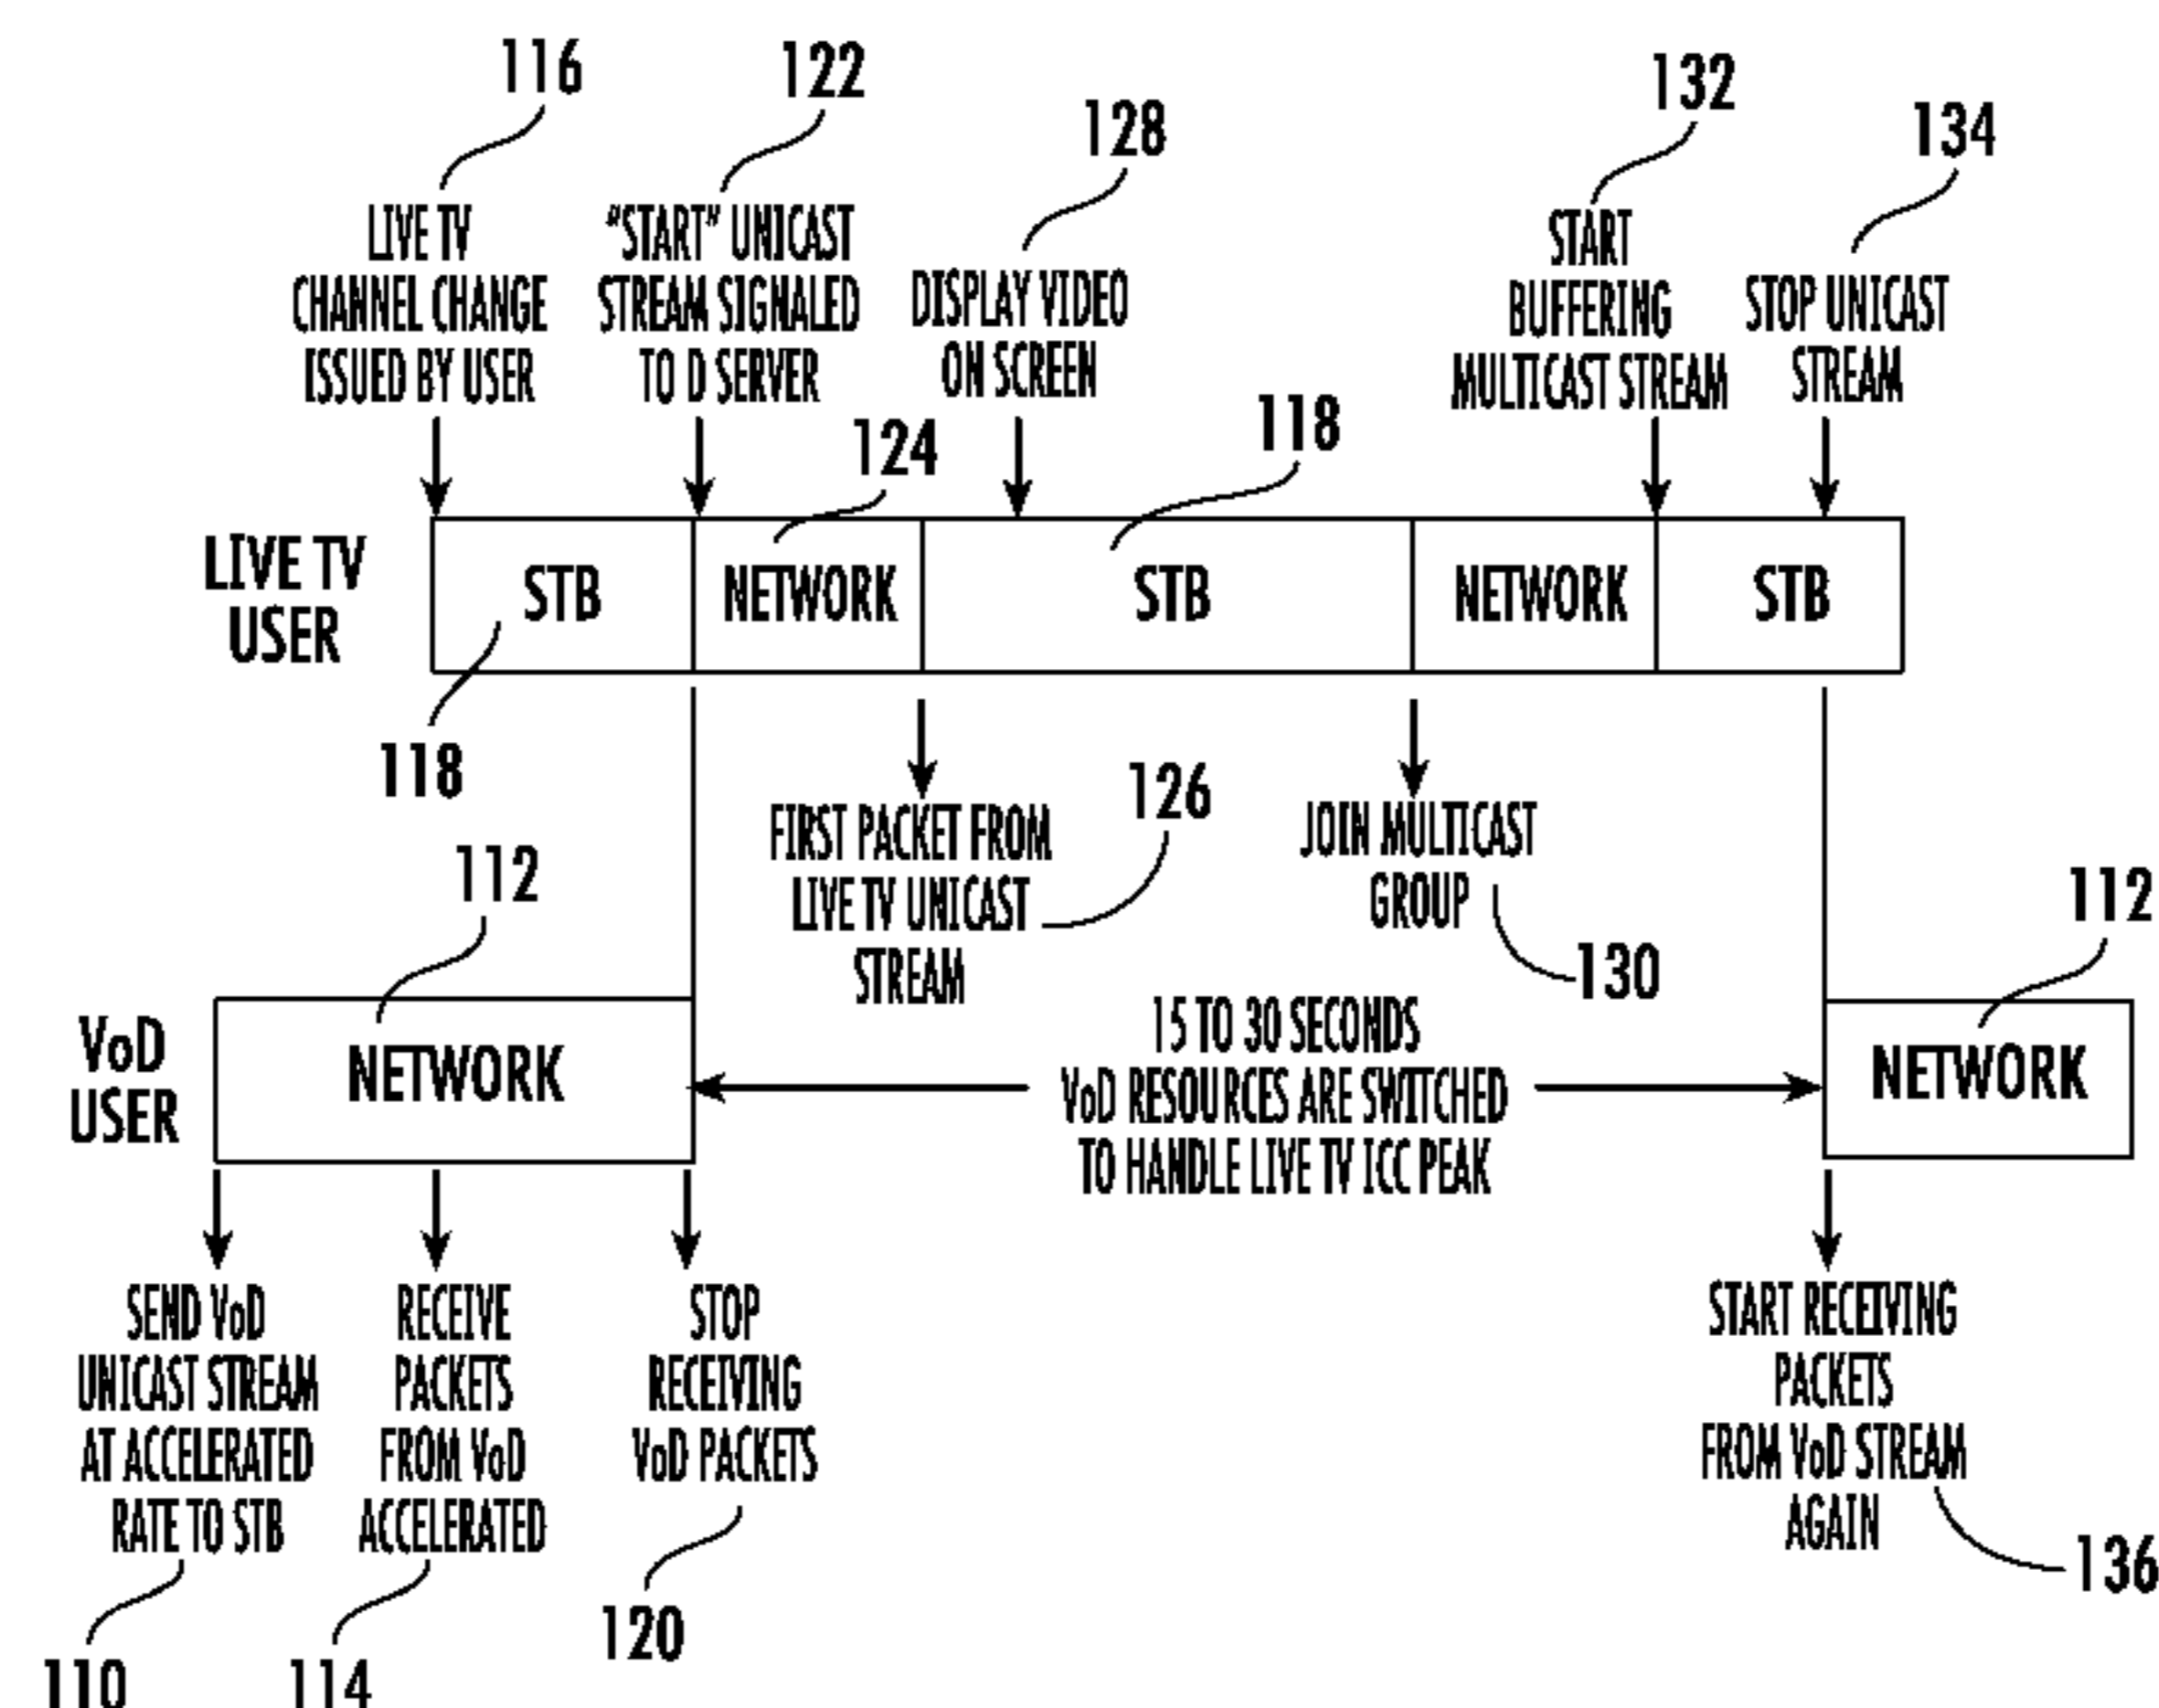 116
122
128
132
134
LIVE TV
CHANNEL CHANGE
ISSUED BY USER
"START" UNICAST
STREAM SIGNALED
TO D SERVER
DISPLAY VIDEO
ON SCREEN
START
BUFFERING
MULTICAST STREAM
STOP UNICAST
STREAM
124
118
LIVE TV
USER
STB
NETWORK
STB
NETWORK
STB
118
FIRST PACKET FROM
LIVE TV UNICAST
STREAM
126
JOIN MULTICAST
GROUP
130
112
112
VoD
USER
NETWORK
15 TO 30 SECONDS
VoD RESOURCES ARE SWITCHED
TO HANDLE LIVE TV ICC PEAK
NETWORK
SEND VoD
UNICAST STREAM
AT ACCELERATED
RATE TO STB
110
RECEIVE
PACKETS
FROM VoD
ACCELERATED
114
STOP
RECEIVING
VoD PACKETS
120
START RECEIVING
PACKETS
FROM VoD STREAM
AGAIN
136